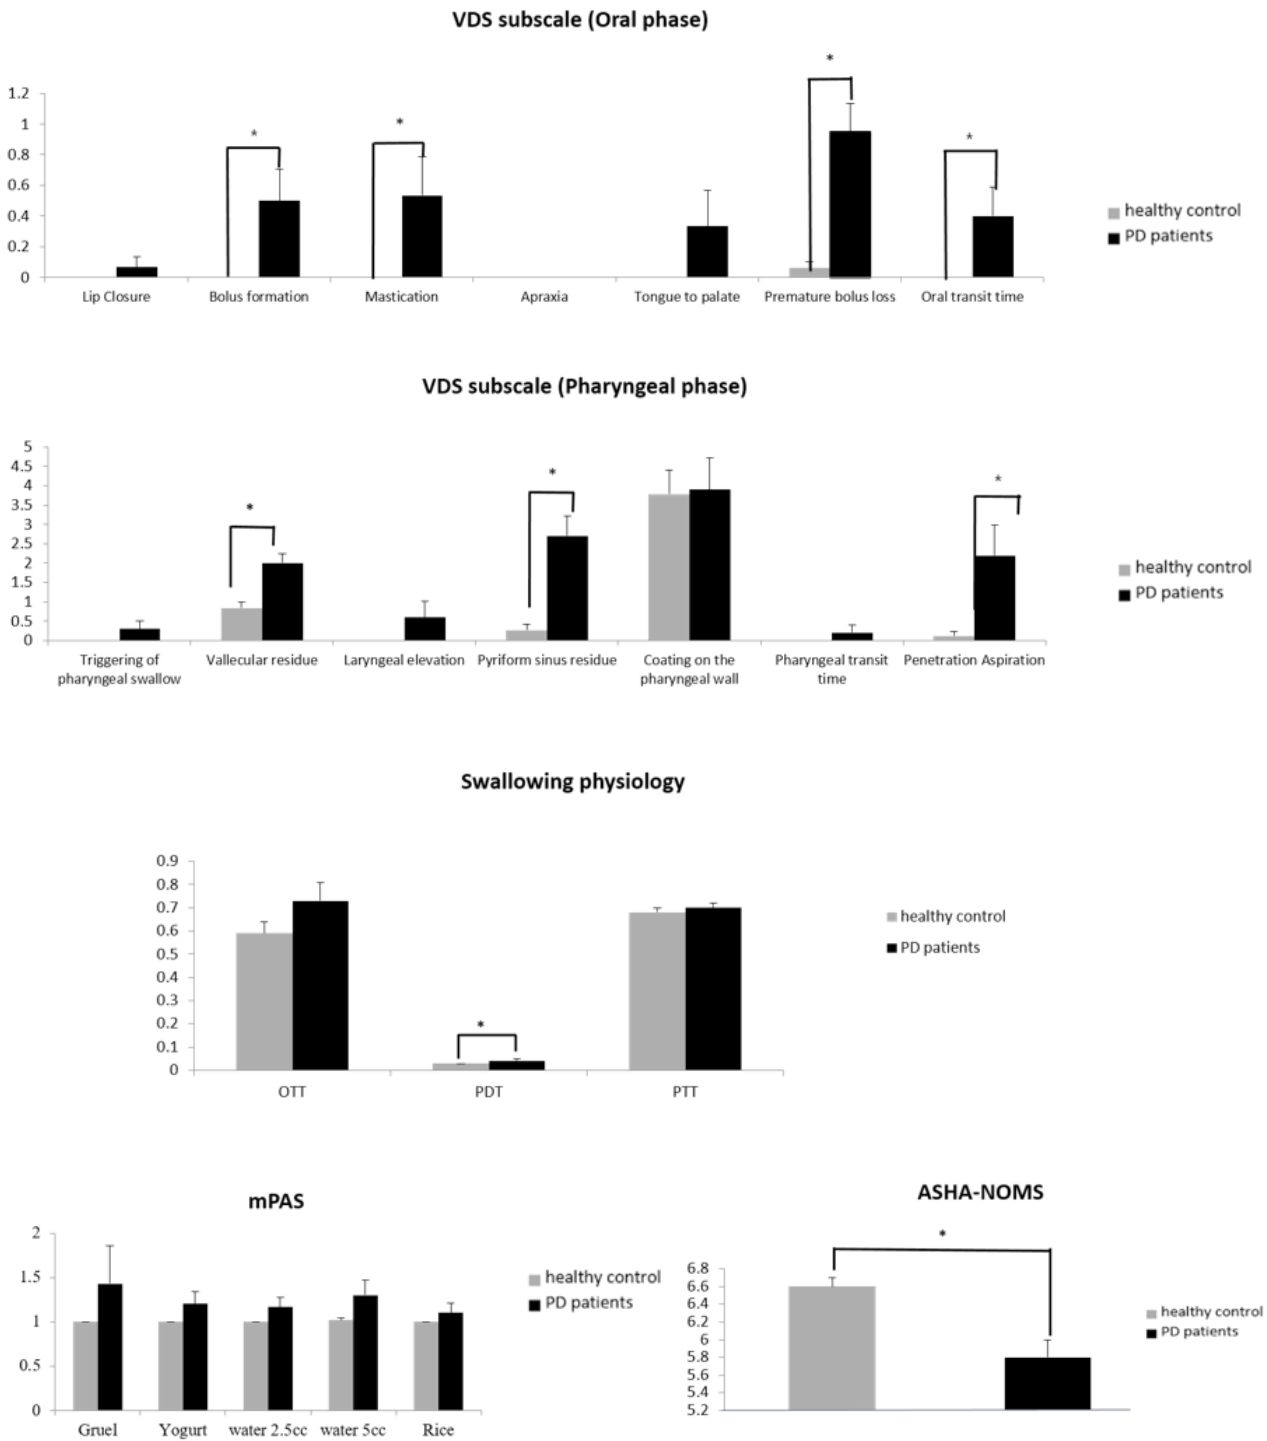 VDS subscale (Oral phase)
*
*
*
*
1.2
1
0.8
0.6
0.4
0.2
0
Lip Closure
Bolus formation
Mastication
Apraxia
Tongue to palate
Premature bolus loss
Oral transit time
healthy control
PD patients
VDS subscale (Pharyngeal phase)
*
*
*
5
4.5
4
3.5
3
2.5
2
1.5
1
0.5
0
Triggering of
pharyngeal swallow
Vallecular residue
Laryngeal elevation
Pyriform sinus residue
Coating on the
pharyngeal wall
Pharyngeal transit
time
Penetration Aspiration
healthy control
PD patients
Swallowing physiology
0.9
0.8
0.7
0.6
0.5
0.4
0.3
0.2
0.1
0
*
OTT
PDT
PTT
healthy control
PD patients
mPAS
2
1.5
1
0.5
0
Gruel
Yogurt
water 2.5cc
water 5cc
Rice
healthy control
PD patients
ASHA-NOMS
*
6.8
6.6
6.4
6.2
6
5.8
5.6
5.4
5.2
healthy control
PD patients